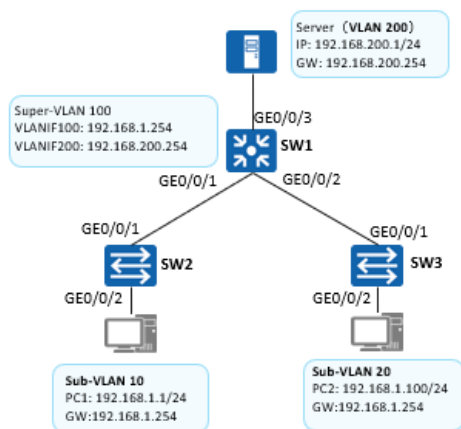 Server（VLAN 200）
IP: 192.168.200.1/24
GW: 192.168.200.254
Super-VLAN 100
VLANIF100: 192.168.1.254
VLANIF200: 192.168.200.254
GE0/0/3
SW1
GE0/0/1
GE0/0/2
GE0/0/1
GE0/0/1
SW2
SW3
GE0/0/2
GE0/0/2
Sub-VLAN 10
PC1: 192.168.1.1/24
GW:192.168.1.254
Sub-VLAN 20
PC2: 192.168.1.100/24
GW:192.168.1.254